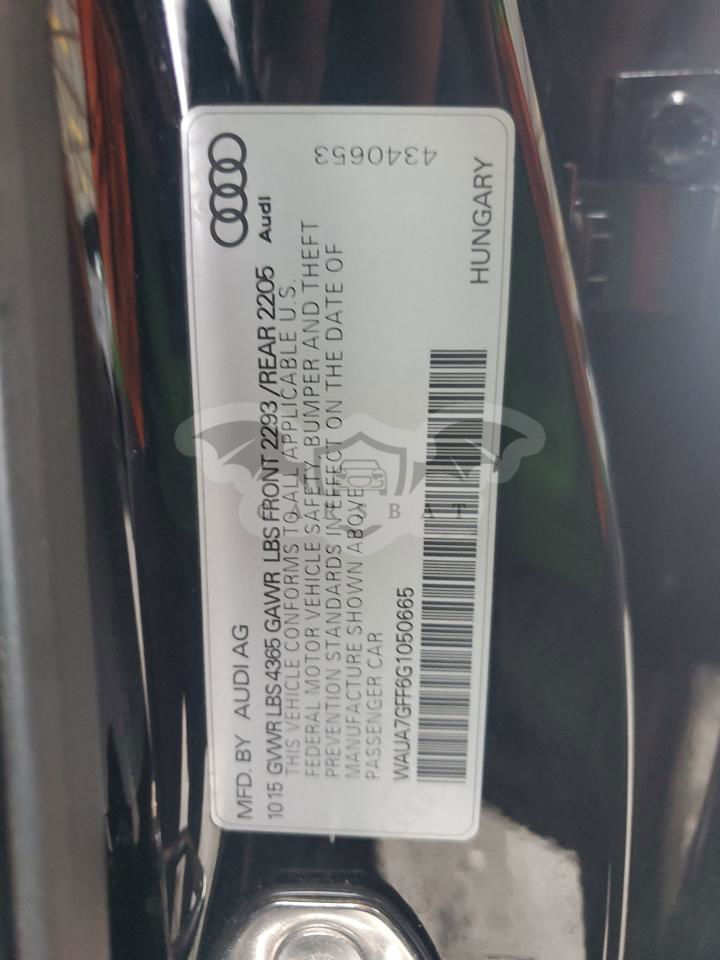 MFD. BY AUDI AG
10 15 GVWR LBS 4365 GAWR LBS FRONT 2293 /REAR 2205
THIS VEHICLE CONFORMS TO ALL APPLICABLE U.S.
FEDERAL MOTOR VEHICLE SAFETY, BUMPER AND THEFT
PREVENTION STANDARDS IN EFFECT ON THE DATE OF
MANUFACTURE SHOWN ABOVE
PASSENGER CAR
WAUA7GFF6G1050665
Audi
4340653
HUNGARY